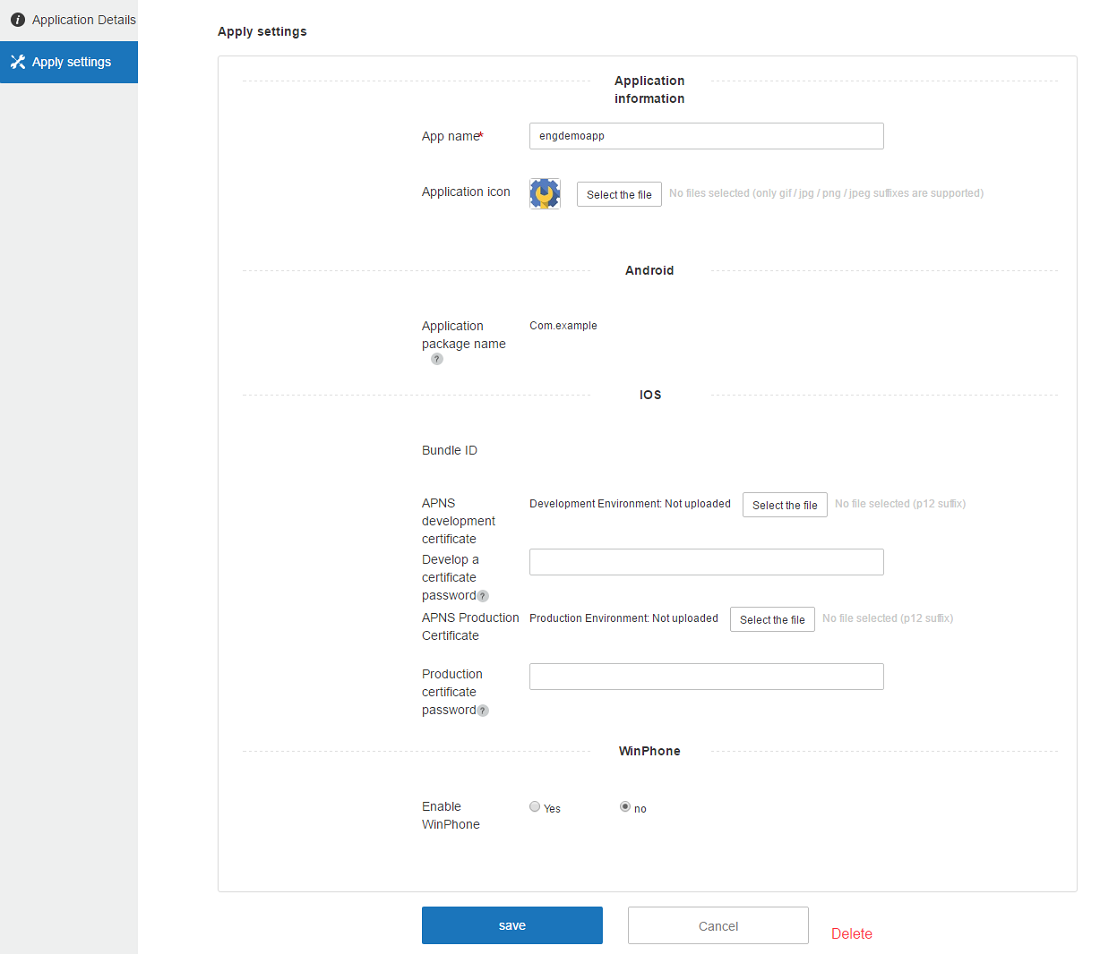 Application Details
Apply settings
Apply settings
Application
information
App name*
engdemoapp
Application icon
Select the file
No files selected (only gif / jpg / png / jpeg suffixes are supported)
Android
Application
package name
?
Com.example
IOS
Bundle ID
APNS
development
certificate
Development Environment: Not uploaded
Select the file
No file selected (p12 suffix)
Develop a
certificate
password ?
APNS Production
Certificate
Production Environment: Not uploaded
Select the file
No file selected (p12 suffix)
Production
certificate
password ?
WinPhone
Enable
WinPhone
Yes
no
save
Cancel
Delete